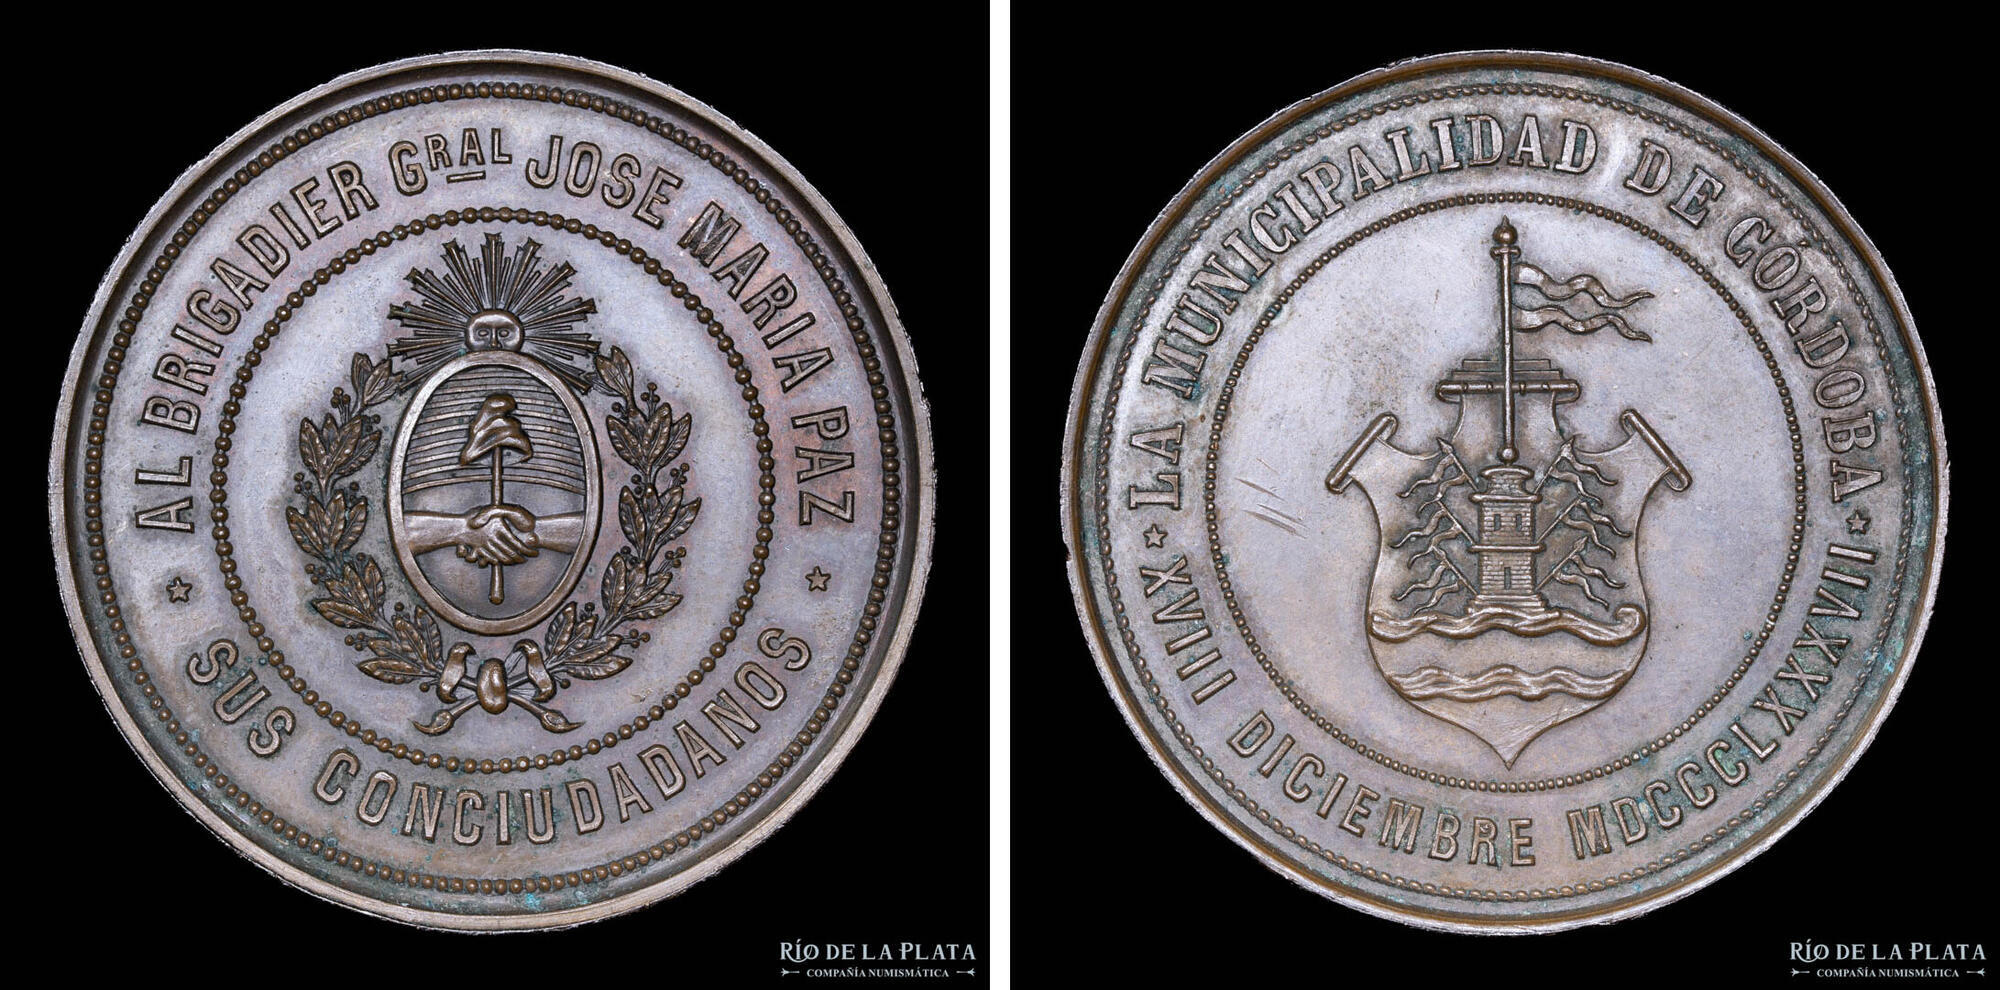 AL BRIGADIER GRAL JOSE MARIA PAZ
★ SUS CONCIUDADANOS ★
RÍO DE LA PLATA
COMPAÑÍA NUMISMÁTICA
★ LA MUNICIPALIDAD DE CÓRDOBA ★
XVIII DICIEMBRE MDCCCLXXXVII
RÍO DE LA PLATA
COMPAÑÍA NUMISMÁTICA